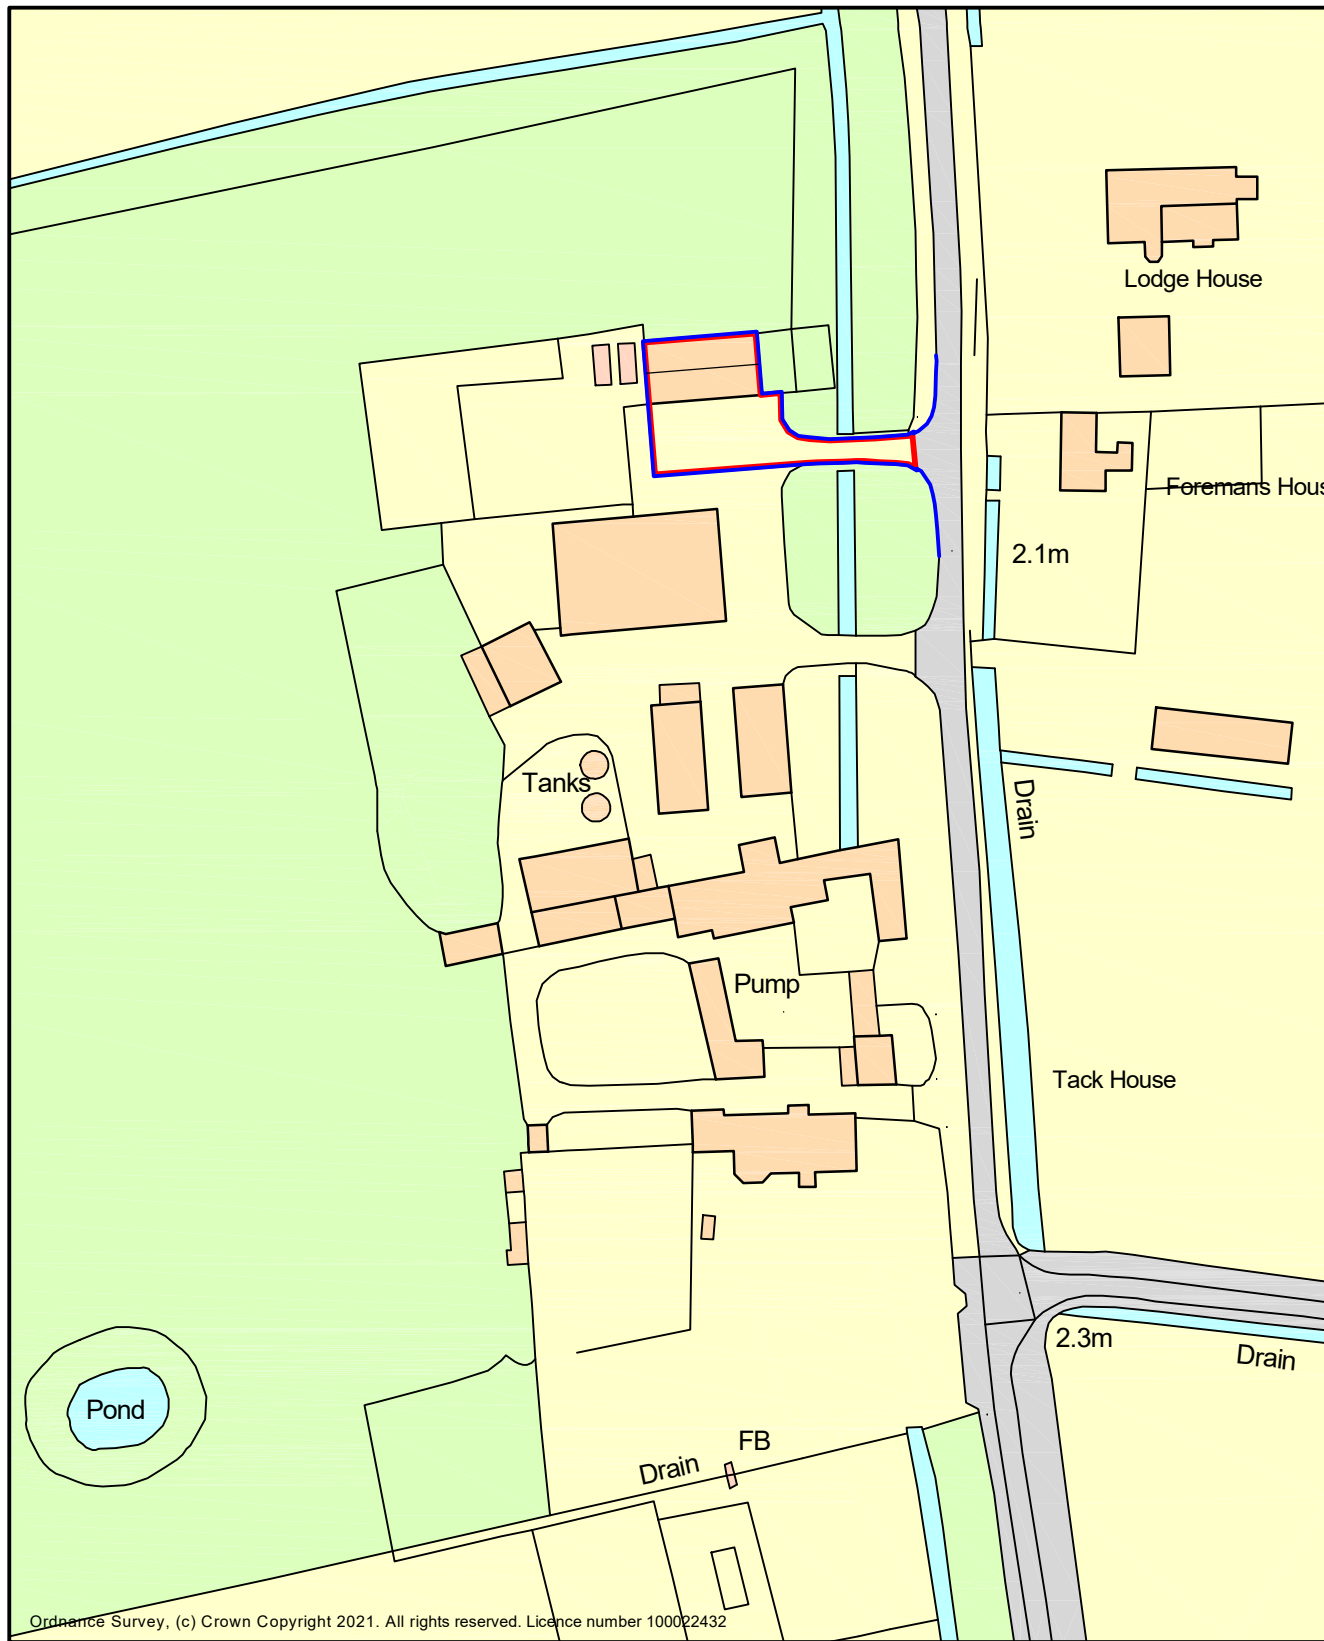 Lodge House
Foremans Hous
2.1m
Tanks
Drain
Pump
Tack House
2.3m
Drain
Pond
FB
Drain
Ordnance Survey, (c) Crown Copyright 2021. All rights reserved. Licence number 100022432